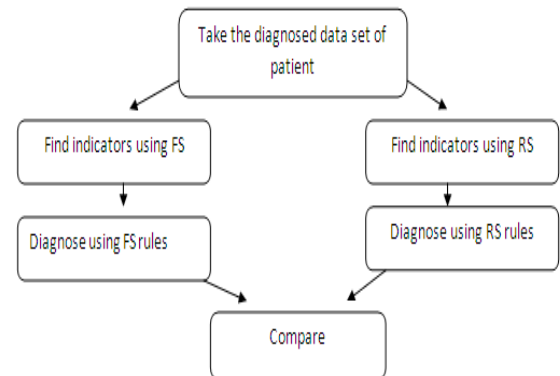 Take the diagnosed data set of
patient
Find indicators using FS
Find indicators using RS
Diagnose using FS rules
Diagnose using RS rules
Compare